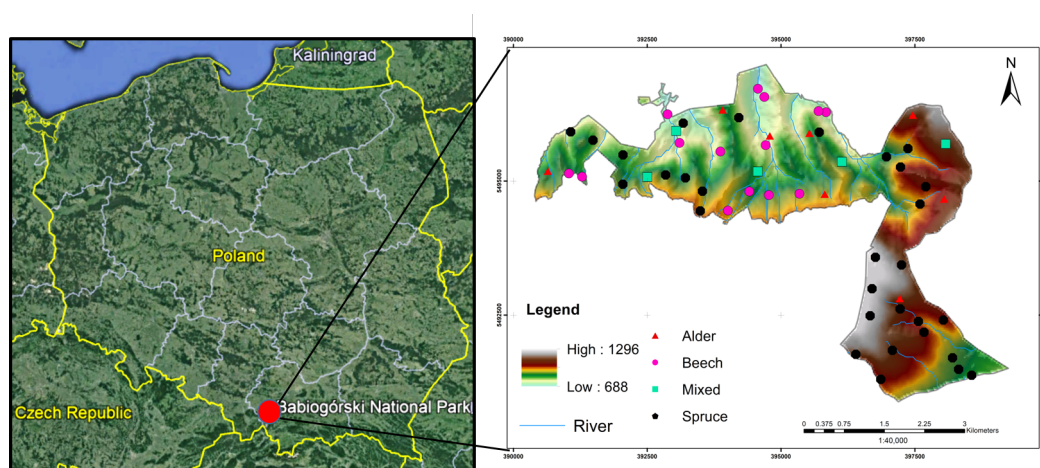 Kaliningrad
Poland
Babiogórski National Park
Czech Republic
390000
392500
395000
397500
N
5495000
5495000
5492500
5492500
Legend
High : 1296
Low : 688
River
Alder
Beech
Mixed
Spruce
0 0.375 0.75 1.5 2.25 3
Kilometers
1:40,000
390000
392500
395000
397500